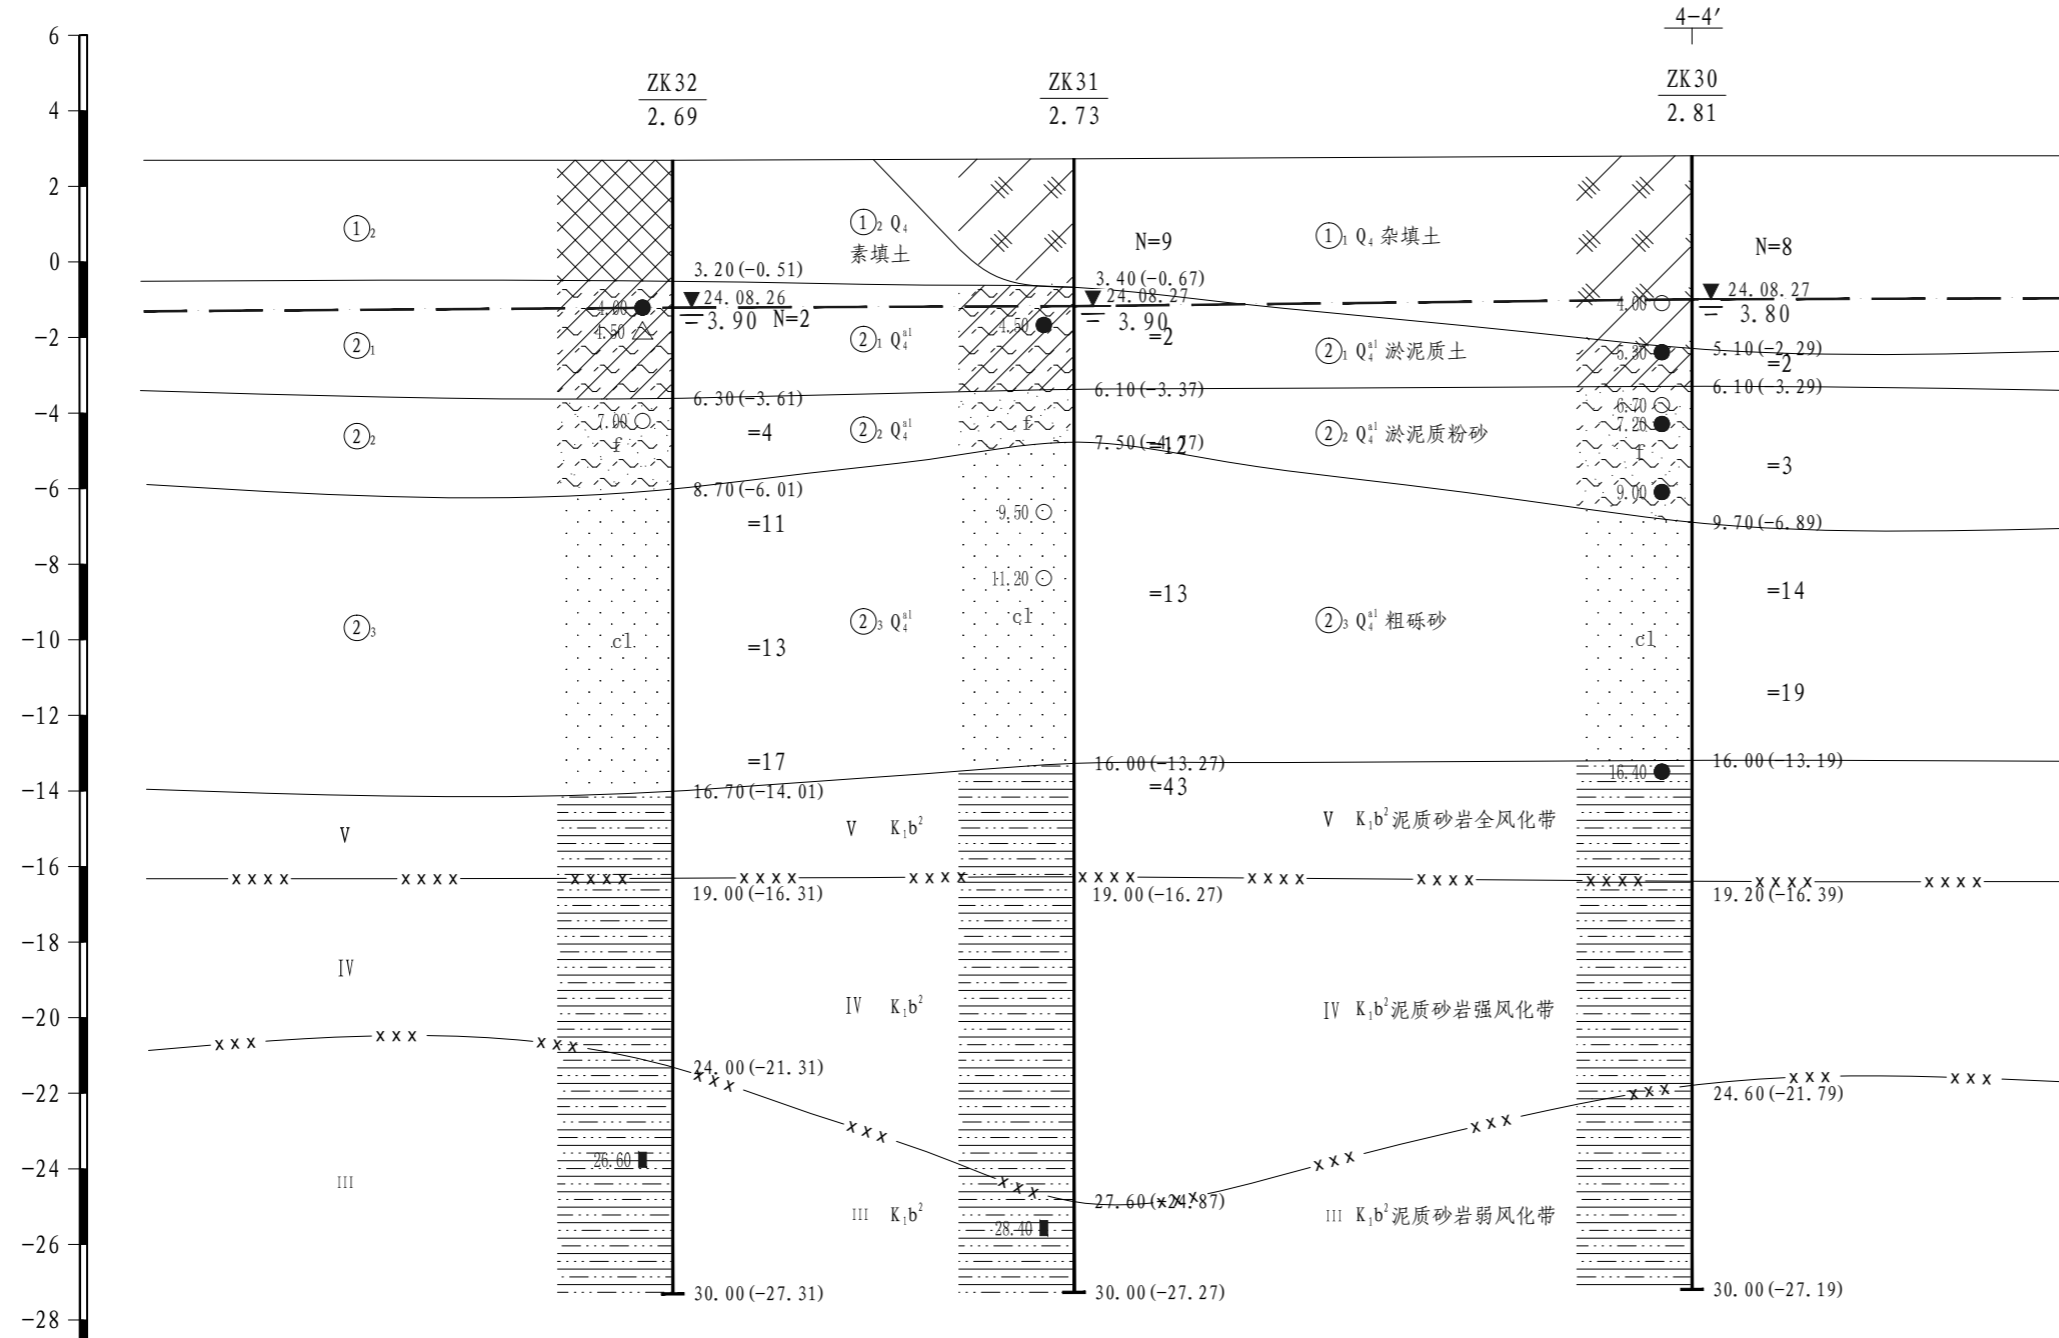 4-4′
6
ZK32
ZK31
ZK30
4
2.69
2.73
2.81
2
①₂
①₂ Q₄
素填土
N=9
①₁ Q₄ 杂填土
N=8
0
3.20(-0.51)
3.40(-0.67)
4.00
24.08.26
24.08.27
4.00
24.08.27
4.50
3.90
N=2
4.50
3.90
=2
3.80
-2
②₁
②₁ Q₄ᵃˡ
②₁ Q₄ᵃˡ 淤泥质土
5.30
5.10(-2.29)
=2
6.30(-3.61)
6.10(-3.37)
6.10(-3.29)
-4
7.00
f
=4
②₂
②₂ Q₄ᵃˡ
f
7.50(-4.77)
=12
②₂ Q₄ᵃˡ 淤泥质粉砂
6.70
7.20
f
=3
-6
8.70(-6.01)
9.00
=11
9.50
9.70(-6.89)
-8
11.20
=13
=14
-10
②₃
cl
=13
②₃ Q₄ᵃˡ
cl
②₃ Q₄ᵃˡ 粗砾砂
cl
=19
-12
=17
16.00(-13.27)
16.40
16.00(-13.19)
-14
16.70(-14.01)
=43
V
V K₁b²
V K₁b²泥质砂岩全风化带
-16
x x x x
19.00(-16.31)
19.00(-16.27)
19.20(-16.39)
-18
IV
IV K₁b²
IV K₁b²泥质砂岩强风化带
-20
x x x
24.00(-21.31)
24.60(-21.79)
-22
-24
26.60
III
27.60(-24.87)
III K₁b²
28.40
III K₁b²泥质砂岩弱风化带
-26
30.00(-27.31)
30.00(-27.27)
30.00(-27.19)
-28